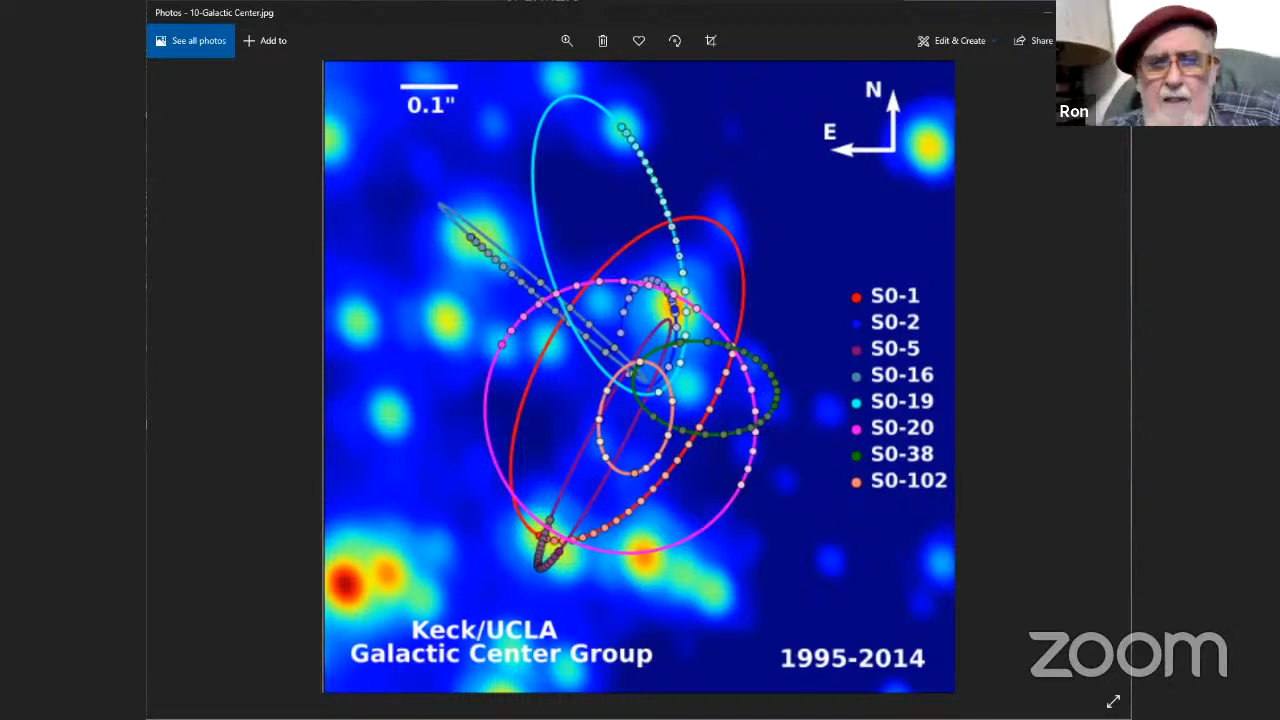 Photos - 10-Galactic Center.jpg
See all photos
Add to
Edit & Create
Share
Ron
0.1"
N
E
S0-1
S0-2
S0-5
S0-16
S0-19
S0-20
S0-38
S0-102
Keck/UCLA
Galactic Center Group
1995-2014
zoom